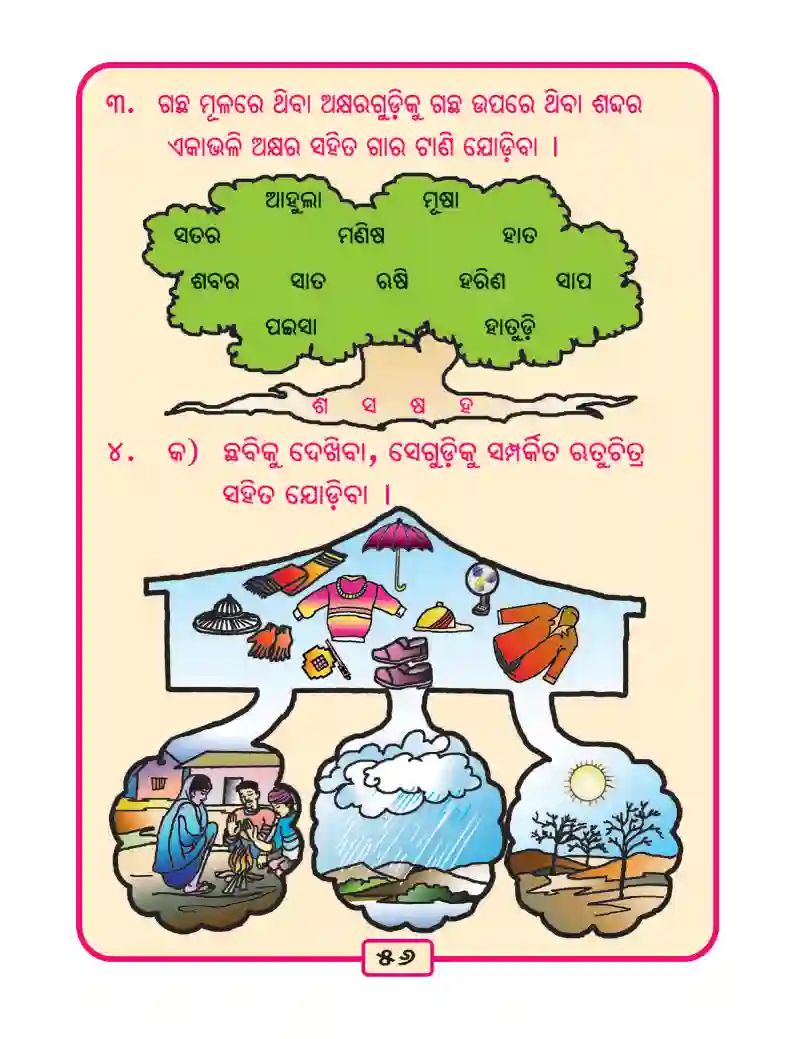 ୩. ଗଛ ମୂଳରେ ଥିବା ଅକ୍ଷରଗୁଡ଼ିକୁ ଗଛ ଉପରେ ଥିବା ଶବ୍ଦର
ଏକାଭଳି ଅକ୍ଷର ସହିତ ଗାର ଟାଣି ଯୋଡ଼ିବା ।
ଆହୁଲା ମୂଷା
ସତର ମଣିଷ ହାତ
ଶବର ସାତ ଋଷି ହରିଣ ସାପ
ପଇସା ହାତୁଡ଼ି
ଶ ସ ଷ ହ
୪. କ) ଛବିକୁ ଦେଖିବା, ସେଗୁଡ଼ିକୁ ସମ୍ପର୍କିତ ଋତୁଚିତ୍ର
ସହିତ ଯୋଡ଼ିବା ।
୫୬